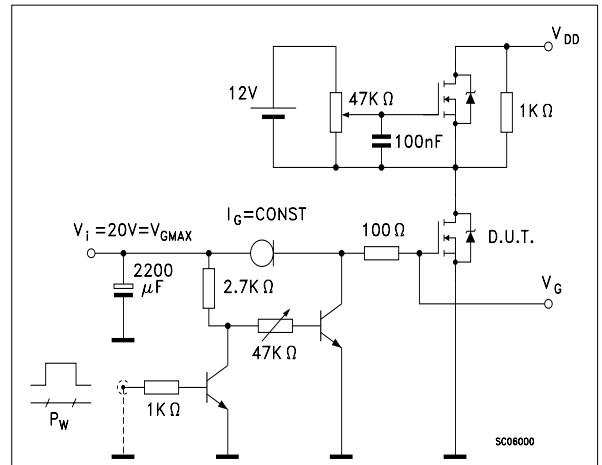 V_DD
12V
47K Ω
1K Ω
100nF
I_G=CONST
V_i =20V=V_GMAX
100 Ω
D.U.T.
2200
μF
2.7K Ω
V_G
47K Ω
1K Ω
P_W
SC06000